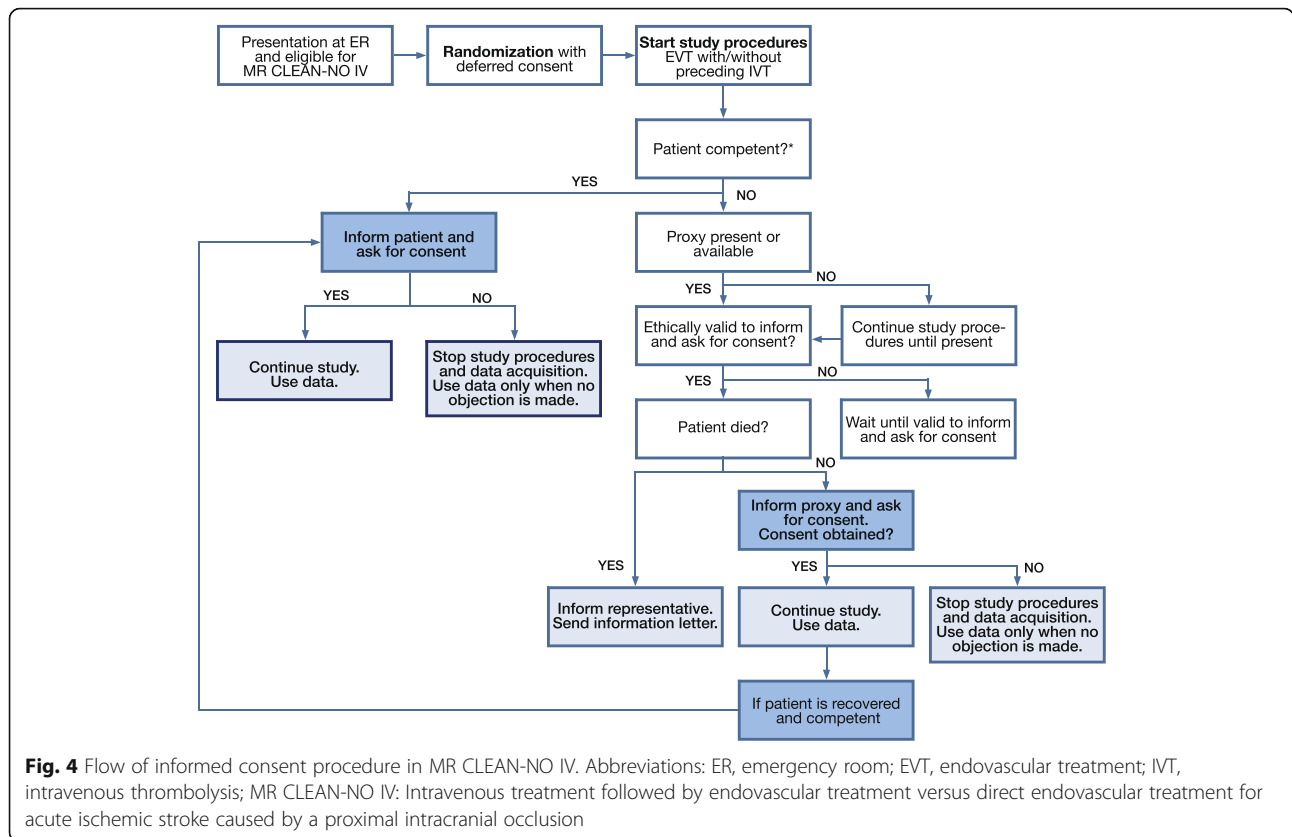 Presentation at ER
and eligible for
MR CLEAN-NO IV
Randomization with
deferred consent
Start study procedures
EVT with/without
preceding IVT
Patient competent?*
YES
NO
Inform patient and
ask for consent
Proxy present or
available
YES
NO
YES
NO
Continue study.
Use data.
Stop study procedures
and data acquisition.
Use data only when no
objection is made.
Ethically valid to inform
and ask for consent?
Continue study proce-
dures until present
YES
NO
Patient died?
Wait until valid to inform
and ask for consent
NO
Inform proxy and ask
for consent.
Consent obtained?
YES
YES
NO
Inform representative.
Send information letter.
Continue study.
Use data.
Stop study procedures
and data acquisition.
Use data only when no
objection is made.
If patient is recovered
and competent
Fig. 4 Flow of informed consent procedure in MR CLEAN-NO IV. Abbreviations: ER, emergency room; EVT, endovascular treatment; IVT,
intravenous thrombolysis; MR CLEAN-NO IV: Intravenous treatment followed by endovascular treatment versus direct endovascular treatment for
acute ischemic stroke caused by a proximal intracranial occlusion